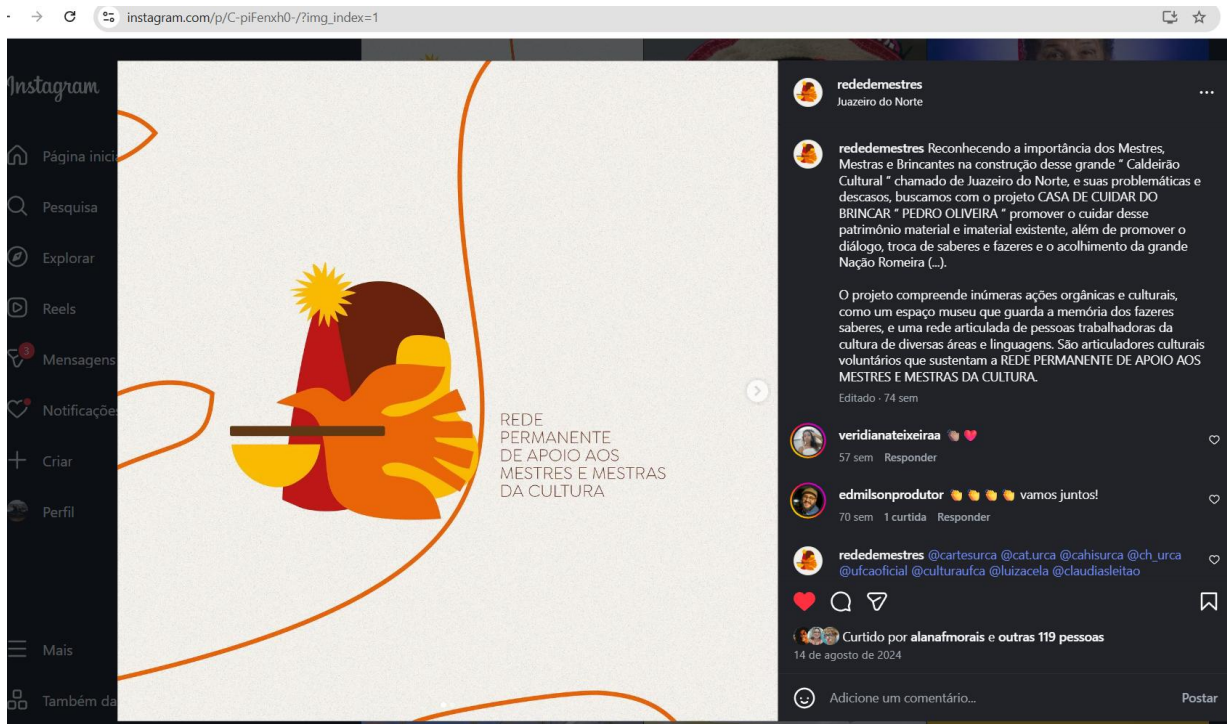 instagram.com/p/C-piFenxh0-/?img_index=1
Instagram
Página inicia
Pesquisa
Explorar
Reels
3
Mensagens
Notificações
Criar
Perfil
Mais
Também da
REDE
PERMANENTE
DE APOIO AOS
MESTRES E MESTRAS
DA CULTURA
rededemestres
Juazeiro do Norte
rededemestres Reconhecendo a importância dos Mestres,
Mestras e Brincantes na construção desse grande “ Caldeirão
Cultural “ chamado de Juazeiro do Norte, e suas problemáticas e
descasos, buscamos com o projeto CASA DE CUIDAR DO
BRINCAR “ PEDRO OLIVEIRA “ promover o cuidar desse
patrimônio material e imaterial existente, além de promover o
diálogo, troca de saberes e fazeres e o acolhimento da grande
Nação Romeira (...).
O projeto compreende inúmeras ações orgânicas e culturais,
como um espaço museu que guarda a memória dos fazeres
saberes, e uma rede articulada de pessoas trabalhadoras da
cultura de diversas áreas e linguagens. São articuladores culturais
voluntários que sustentam a REDE PERMANENTE DE APOIO AOS
MESTRES E MESTRAS DA CULTURA.
Editado · 74 sem
veridianateixeiraa 👏🏽 ❤️
57 sem Responder
edmilsonprodutor 👏 👏 👏 👏 vamos juntos!
70 sem 1 curtida Responder
rededemestres @cartesurca @cat.urca @cahisurca @ch_urca
@ufcaoficial @culturaufca @luizacela @claudiasleitao
Curtido por alanafmorais e outras 119 pessoas
14 de agosto de 2024
Adicione um comentário...
Postar